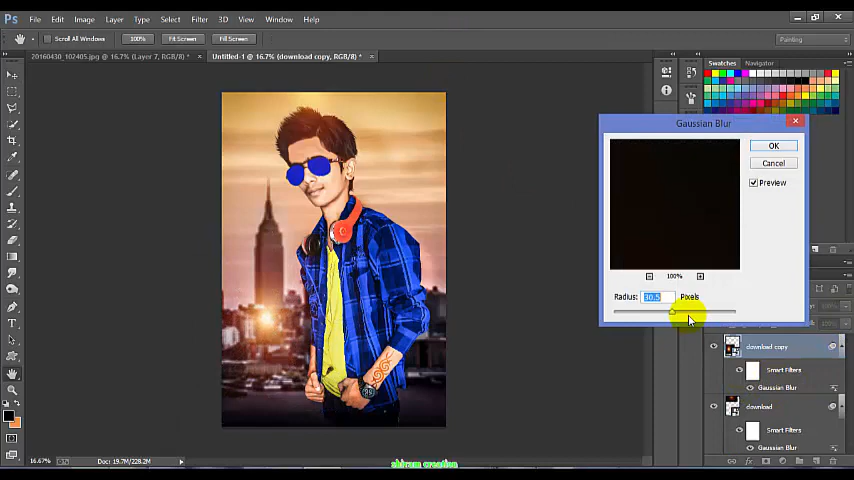 Ps File Edit Image Layer Type Select Filter 3D View Window Help
Scroll All Windows 100% Fit Screen Fill Screen Painting
20160430_102405.jpg @ 16.7% (Layer 7, RGB/8) * × Untitled-1 @ 16.7% (download copy, RGB/8) * ×
Swatches Navigator
Gaussian Blur
OK
Cancel
Preview
100%
Radius: 30.5 Pixels
download copy
Smart Filters
Gaussian Blur
download
Smart Filters
Gaussian Blur
16.67% Doc: 19.7M/228.2M